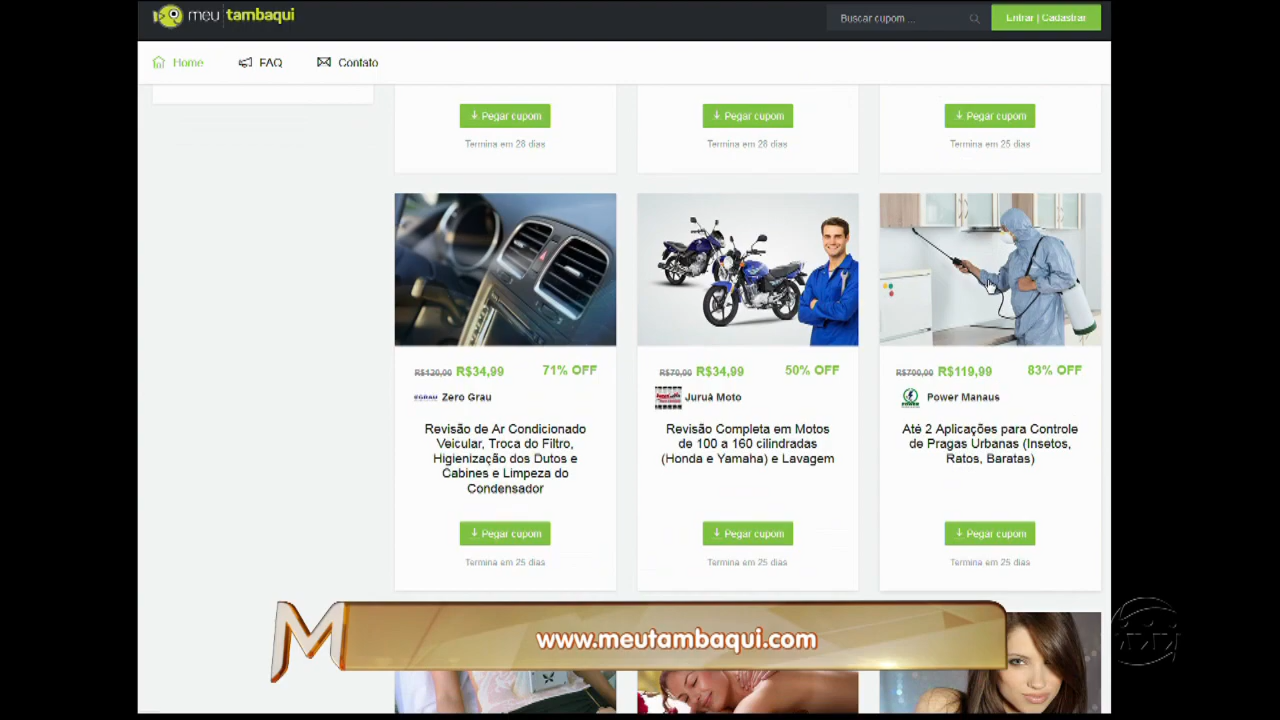 meu tambaqui
Buscar cupom ...
Entrar | Cadastrar
Home
FAQ
Contato
Pegar cupom
Pegar cupom
Pegar cupom
Termina em 28 dias
Termina em 28 dias
Termina em 25 dias
R$120,00 R$34,99 71% OFF
Zero Grau
Revisão de Ar Condicionado
Veicular, Troca do Filtro,
Higienização dos Dutos e
Cabines e Limpeza do
Condensador
Pegar cupom
Termina em 25 dias
R$70,00 R$34,99 50% OFF
Juruá Moto
Revisão Completa em Motos
de 100 a 160 cilindradas
(Honda e Yamaha) e Lavagem
Pegar cupom
Termina em 25 dias
R$700,00 R$119,99 83% OFF
Power Manaus
Até 2 Aplicações para Controle
de Pragas Urbanas (Insetos,
Ratos, Baratas)
Pegar cupom
Termina em 25 dias
M
www.meutambaqui.com